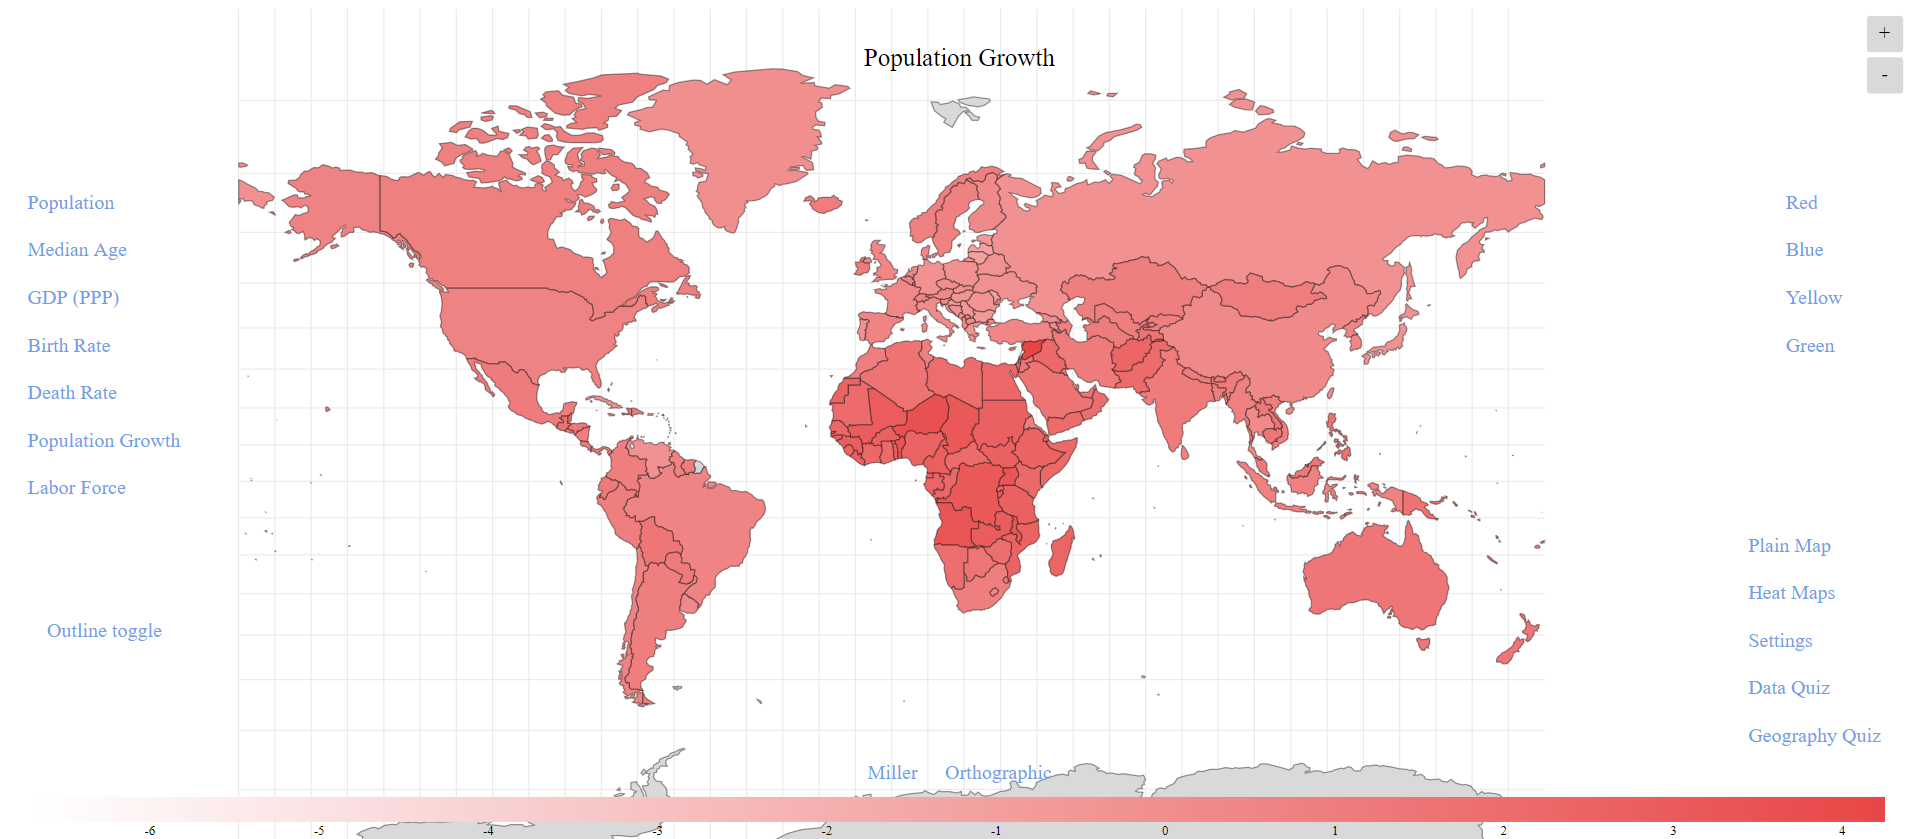 +
Population Growth
-
Population
Median Age
GDP (PPP)
Birth Rate
Death Rate
Population Growth
Labor Force
Outline toggle
Red
Blue
Yellow
Green
Plain Map
Heat Maps
Settings
Data Quiz
Geography Quiz
Miller Orthographic
-6 -5 -4 -3 -2 -1 0 1 2 3 4